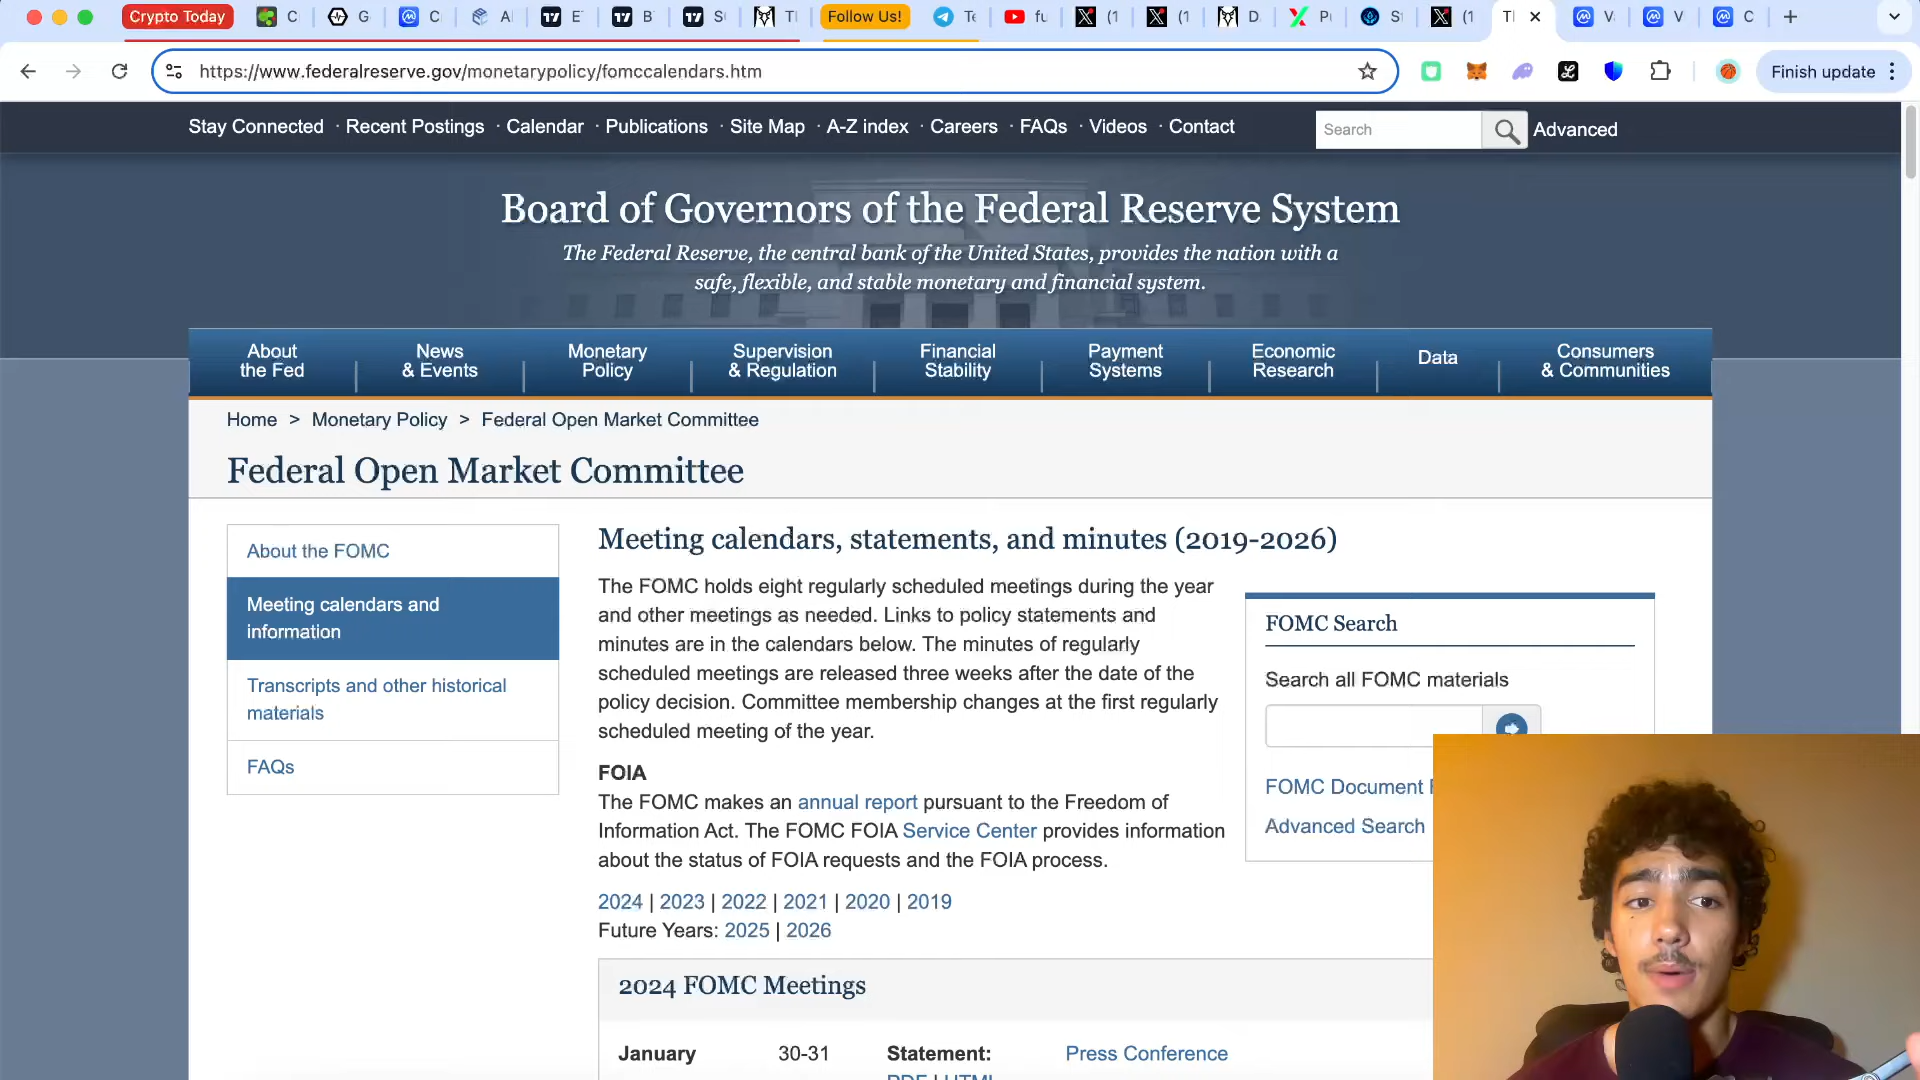 Crypto Today
Follow Us!
Finish update
https://www.federalreserve.gov/monetarypolicy/fomccalendars.htm
Stay Connected · Recent Postings · Calendar · Publications · Site Map · A-Z index · Careers · FAQs · Videos · Contact
Search
Advanced
Board of Governors of the Federal Reserve System
The Federal Reserve, the central bank of the United States, provides the nation with a
safe, flexible, and stable monetary and financial system.
About
the Fed
News
& Events
Monetary
Policy
Supervision
& Regulation
Financial
Stability
Payment
Systems
Economic
Research
Data
Consumers
& Communities
Home > Monetary Policy > Federal Open Market Committee
Federal Open Market Committee
About the FOMC
Meeting calendars and
information
Transcripts and other historical
materials
FAQs
Meeting calendars, statements, and minutes (2019-2026)
The FOMC holds eight regularly scheduled meetings during the year
and other meetings as needed. Links to policy statements and
minutes are in the calendars below. The minutes of regularly
scheduled meetings are released three weeks after the date of the
policy decision. Committee membership changes at the first regularly
scheduled meeting of the year.
FOIA
The FOMC makes an annual report pursuant to the Freedom of
Information Act. The FOMC FOIA Service Center provides information
about the status of FOIA requests and the FOIA process.
2024 | 2023 | 2022 | 2021 | 2020 | 2019
Future Years: 2025 | 2026
FOMC Search
Search all FOMC materials
FOMC Document
Advanced Search
2024 FOMC Meetings
January 30-31 Statement: Press Conference
PDF | HTML